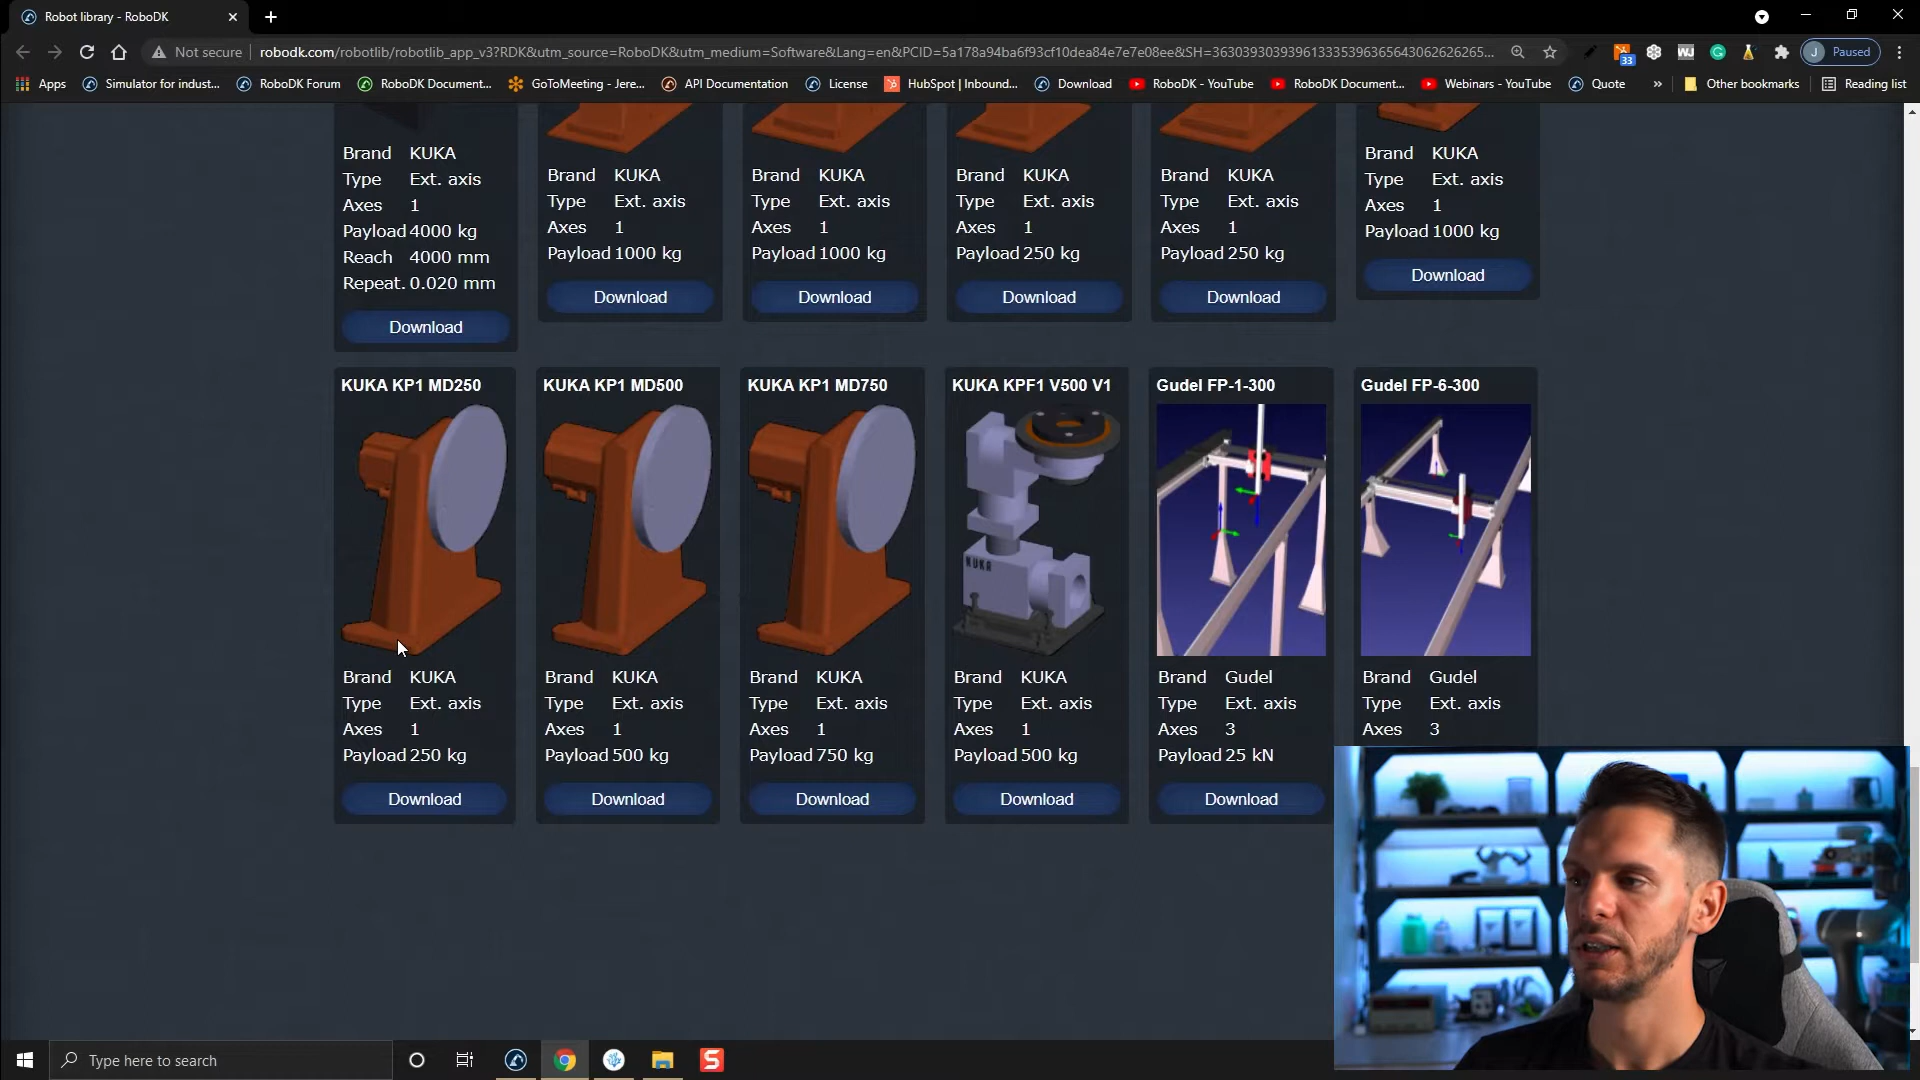 Robot library - RoboDK
Not secure
robodk.com/robotlib/robotlib_app_v3?RDK&utm_source=RoboDK&utm_medium=Software&Lang=en&PCID=5a178a94ba6f93cf10dea84e7e7e08ee&SH=36303930393961333539636564306262626265...
33
J Paused
Apps Simulator for indust... RoboDK Forum RoboDK Document... GoToMeeting - Jere... API Documentation License HubSpot | Inbound... Download RoboDK - YouTube RoboDK Document... Webinars - YouTube Quote » Other bookmarks Reading list
Brand KUKA
Type Ext. axis
Axes 1
Payload 4000 kg
Reach 4000 mm
Repeat. 0.020 mm
Download
Brand KUKA
Type Ext. axis
Axes 1
Payload 1000 kg
Download
Brand KUKA
Type Ext. axis
Axes 1
Payload 1000 kg
Download
Brand KUKA
Type Ext. axis
Axes 1
Payload 250 kg
Download
Brand KUKA
Type Ext. axis
Axes 1
Payload 250 kg
Download
Brand KUKA
Type Ext. axis
Axes 1
Payload 1000 kg
Download
KUKA KP1 MD250
Brand KUKA
Type Ext. axis
Axes 1
Payload 250 kg
Download
KUKA KP1 MD500
Brand KUKA
Type Ext. axis
Axes 1
Payload 500 kg
Download
KUKA KP1 MD750
Brand KUKA
Type Ext. axis
Axes 1
Payload 750 kg
Download
KUKA KPF1 V500 V1
KUKA
Brand KUKA
Type Ext. axis
Axes 1
Payload 500 kg
Download
Gudel FP-1-300
Brand Gudel
Type Ext. axis
Axes 3
Payload 25 kN
Download
Gudel FP-6-300
Brand Gudel
Type Ext. axis
Axes 3
Type here to search
S